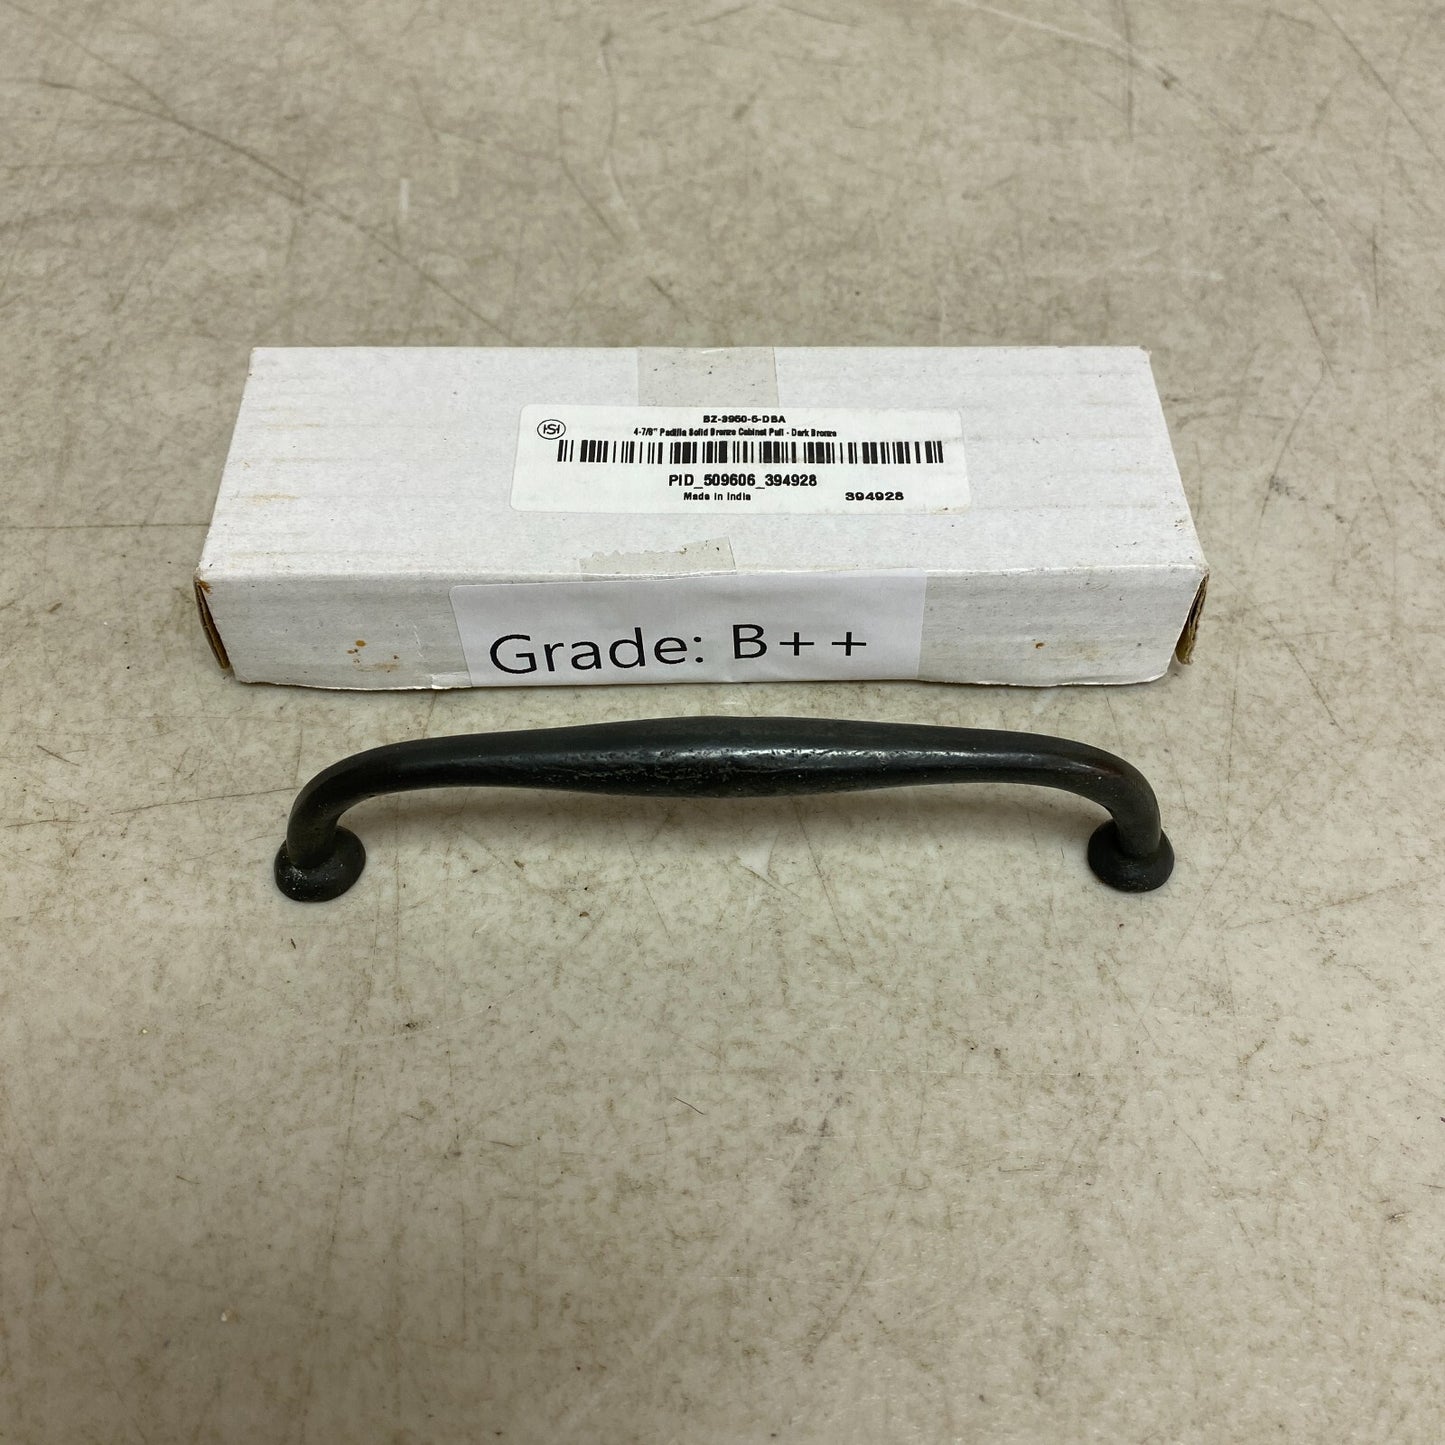 BZ-3950-5-DBA
HSH
4-7/8" Padilla Solid Bronze Cabinet Pull - Dark Bronze
PID_509606_394928
Made in India 394928
Grade: B++